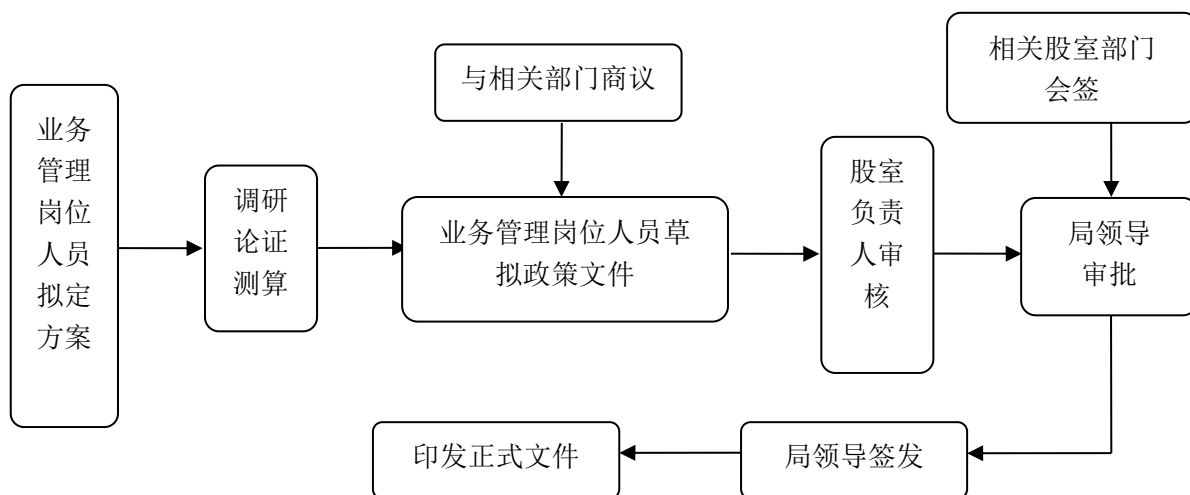 业务
管理
岗位
人员
拟定
方案
调研
论证
测算
与相关部门商议
业务管理岗位人员草
拟政策文件
股室
负责
人审
核
相关股室部门
会签
局领导
审批
局领导签发
印发正式文件